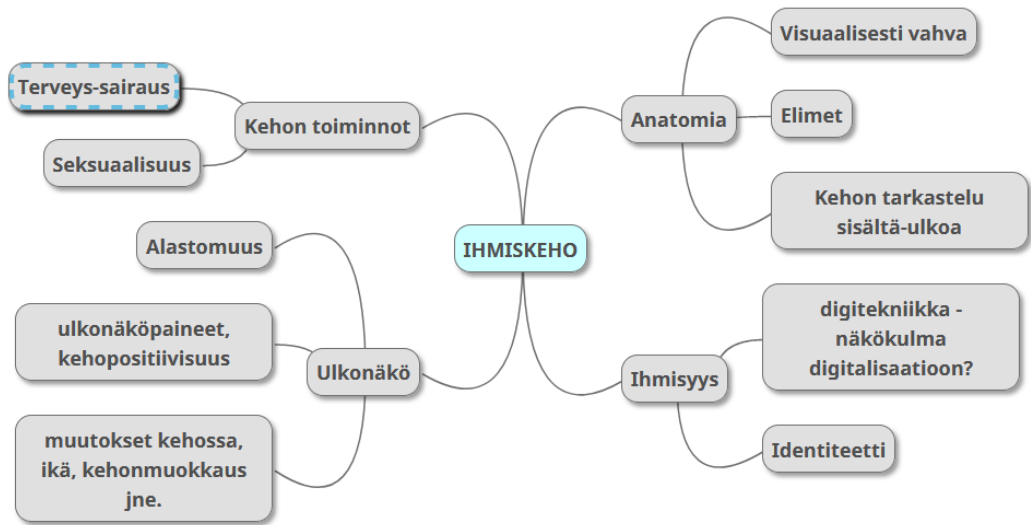 IHMISKEHO
Kehon toiminnot
Terveys-sairaus
Seksuaalisuus
Ulkonäkö
Alastomuus
ulkonäköpaineet,
kehopositiivisuus
muutokset kehossa,
ikä, kehonmuokkaus
jne.
Anatomia
Visuaalisesti vahva
Elimet
Kehon tarkastelu
sisältä-ulkoa
Ihmisyys
digitekniikka -
näkökulma
digitalisaatioon?
Identiteetti